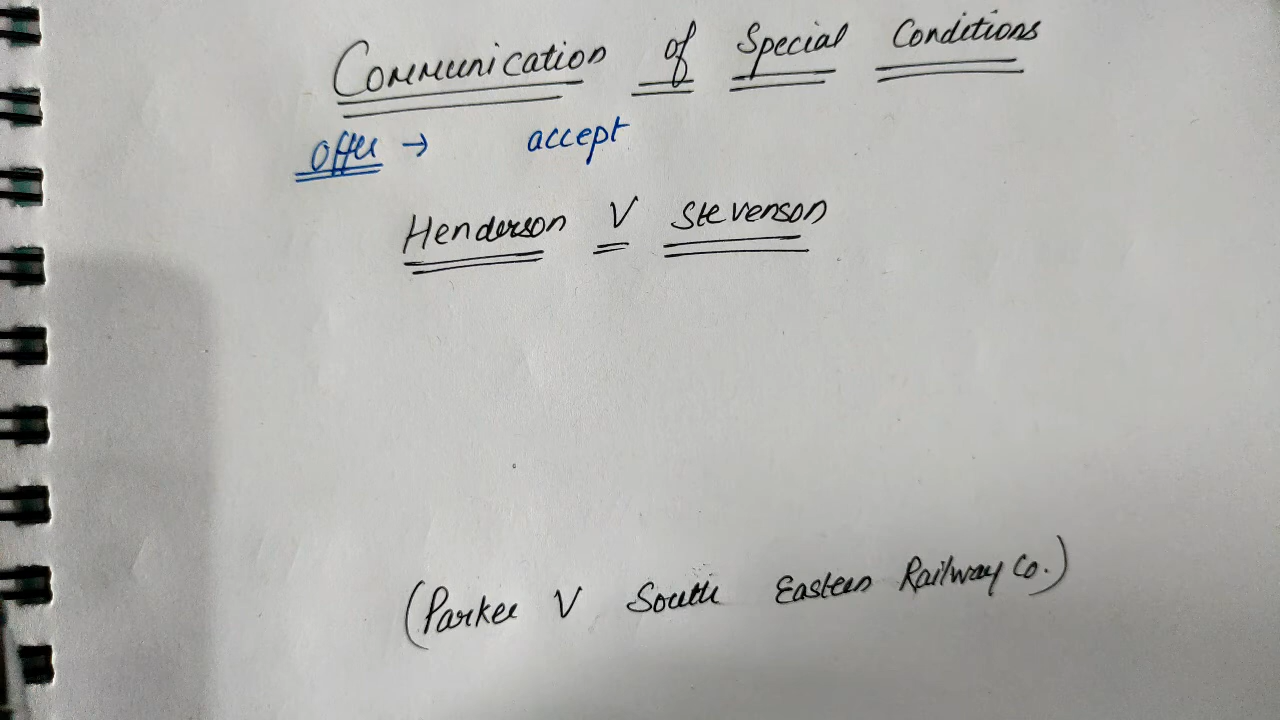 Communication of Special Conditions
Offer → accept
Henderson V Stevenson
(Parker V South Eastern Railway Co.)